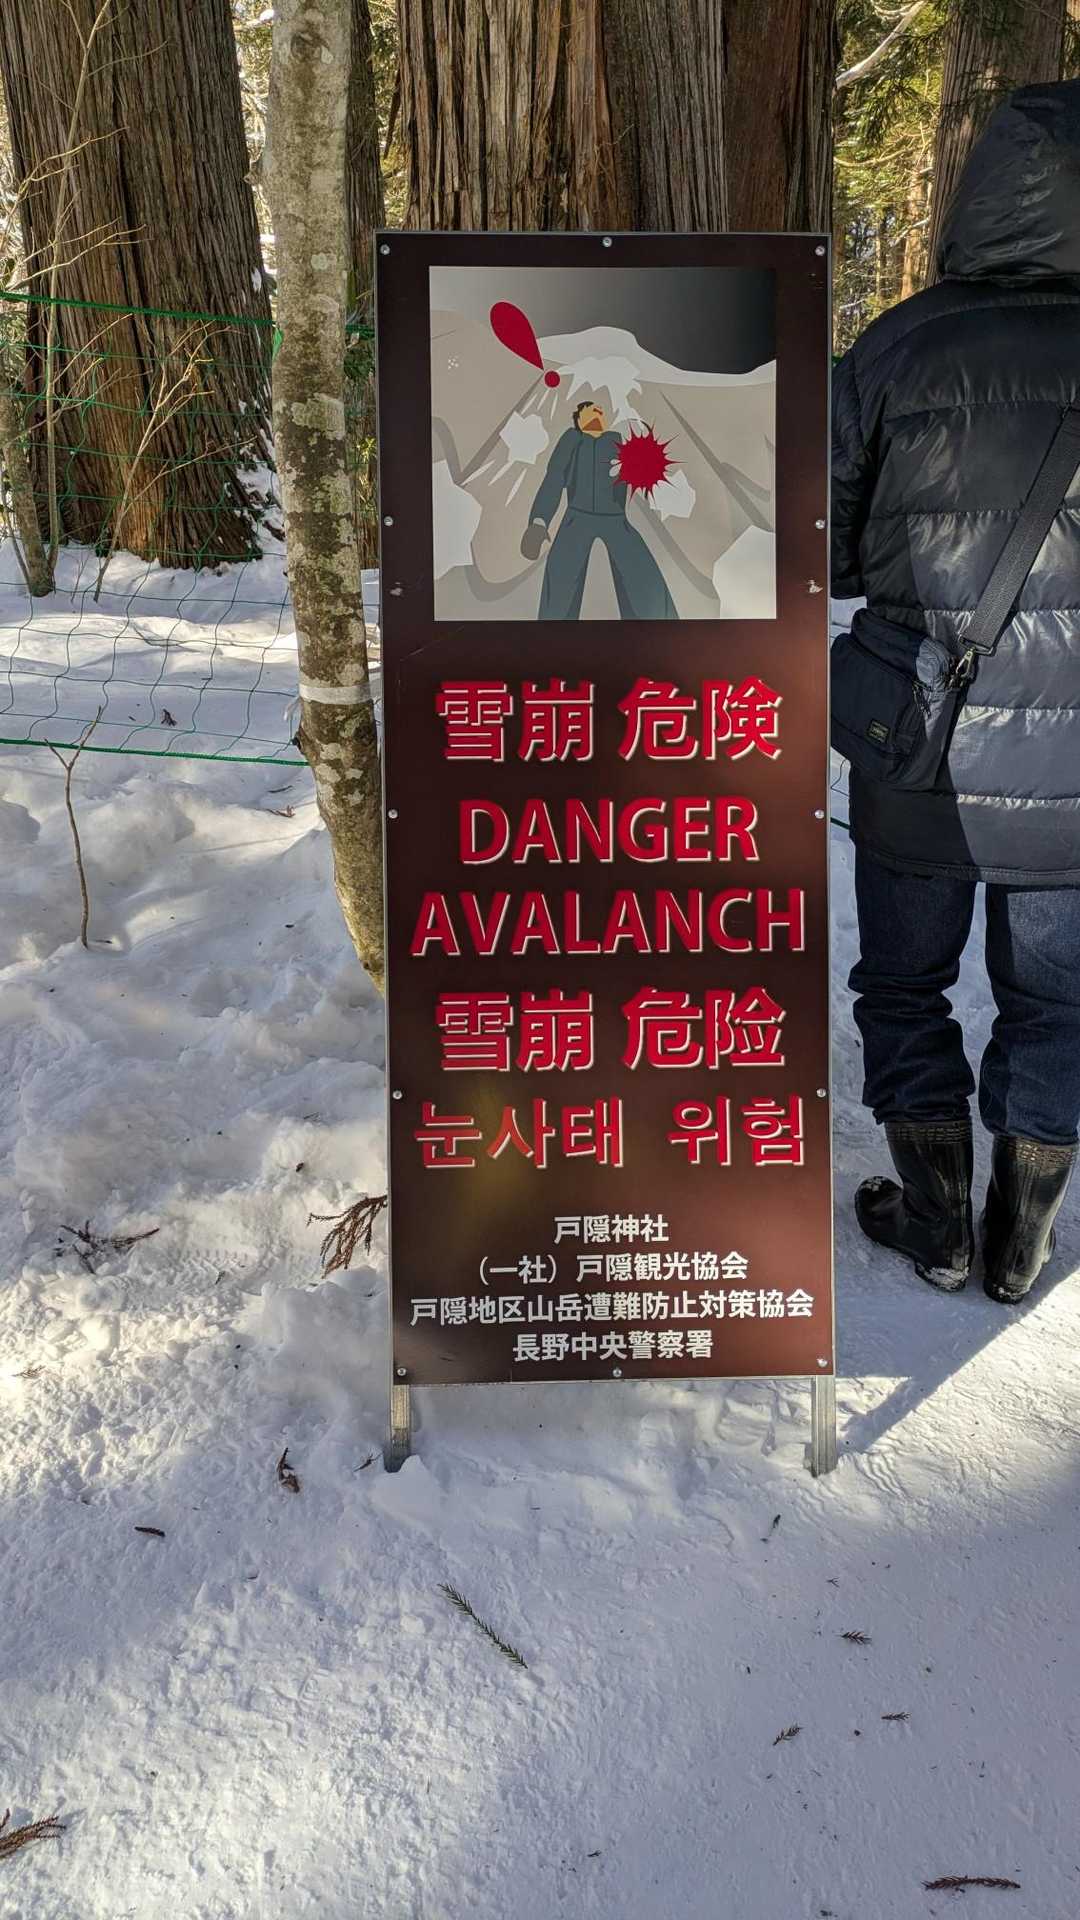 雪崩 危険
DANGER
AVALANCH
雪崩 危险
눈사태 위험
戸隠神社
（一社）戸隠観光協会
戸隠地区山岳遭難防止対策協会
長野中央警察署